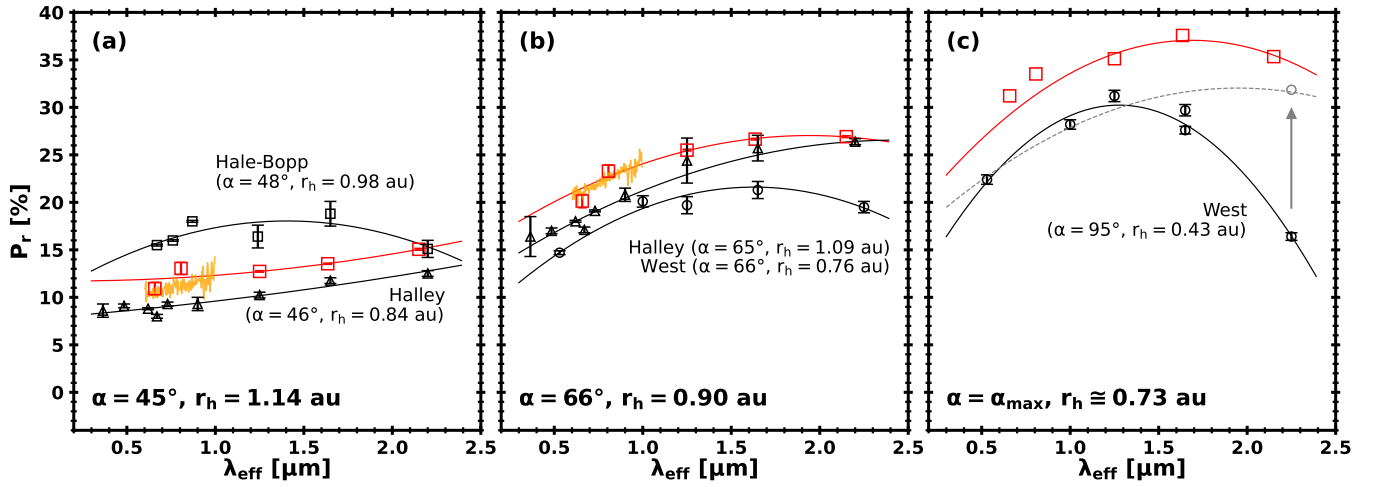 40
35
30
25
20
15
10
5
0
P_r [%]
(a)
Hale-Bopp
(α = 48°, r_h = 0.98 au)
Halley
(α = 46°, r_h = 0.84 au)
α = 45°, r_h = 1.14 au
0.5 1.0 1.5 2.0 2.5
λ_eff [μm]
(b)
Halley (α = 65°, r_h = 1.09 au)
West (α = 66°, r_h = 0.76 au)
α = 66°, r_h = 0.90 au
0.5 1.0 1.5 2.0 2.5
λ_eff [μm]
(c)
West
(α = 95°, r_h = 0.43 au)
α = α_max, r_h ≅ 0.73 au
0.5 1.0 1.5 2.0 2.5
λ_eff [μm]